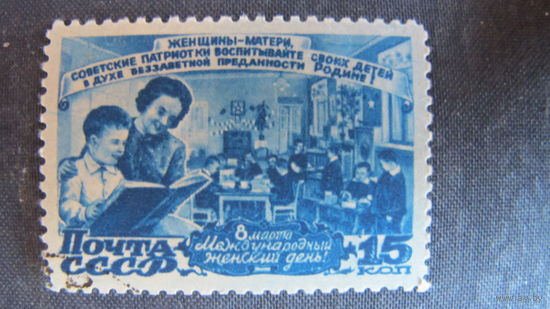 ЖЕНЩИНЫ-МАТЕРИ,
СОВЕТСКИЕ ПАТРИОТКИ ВОСПИТЫВАЙТЕ СВОИХ ДЕТЕЙ
В ДУХЕ БЕЗЗАВЕТНОЙ ПРЕДАННОСТИ РОДИНЕ!
8 марта
Международный
женский день!
ПОЧТА
СССР
15
КОП